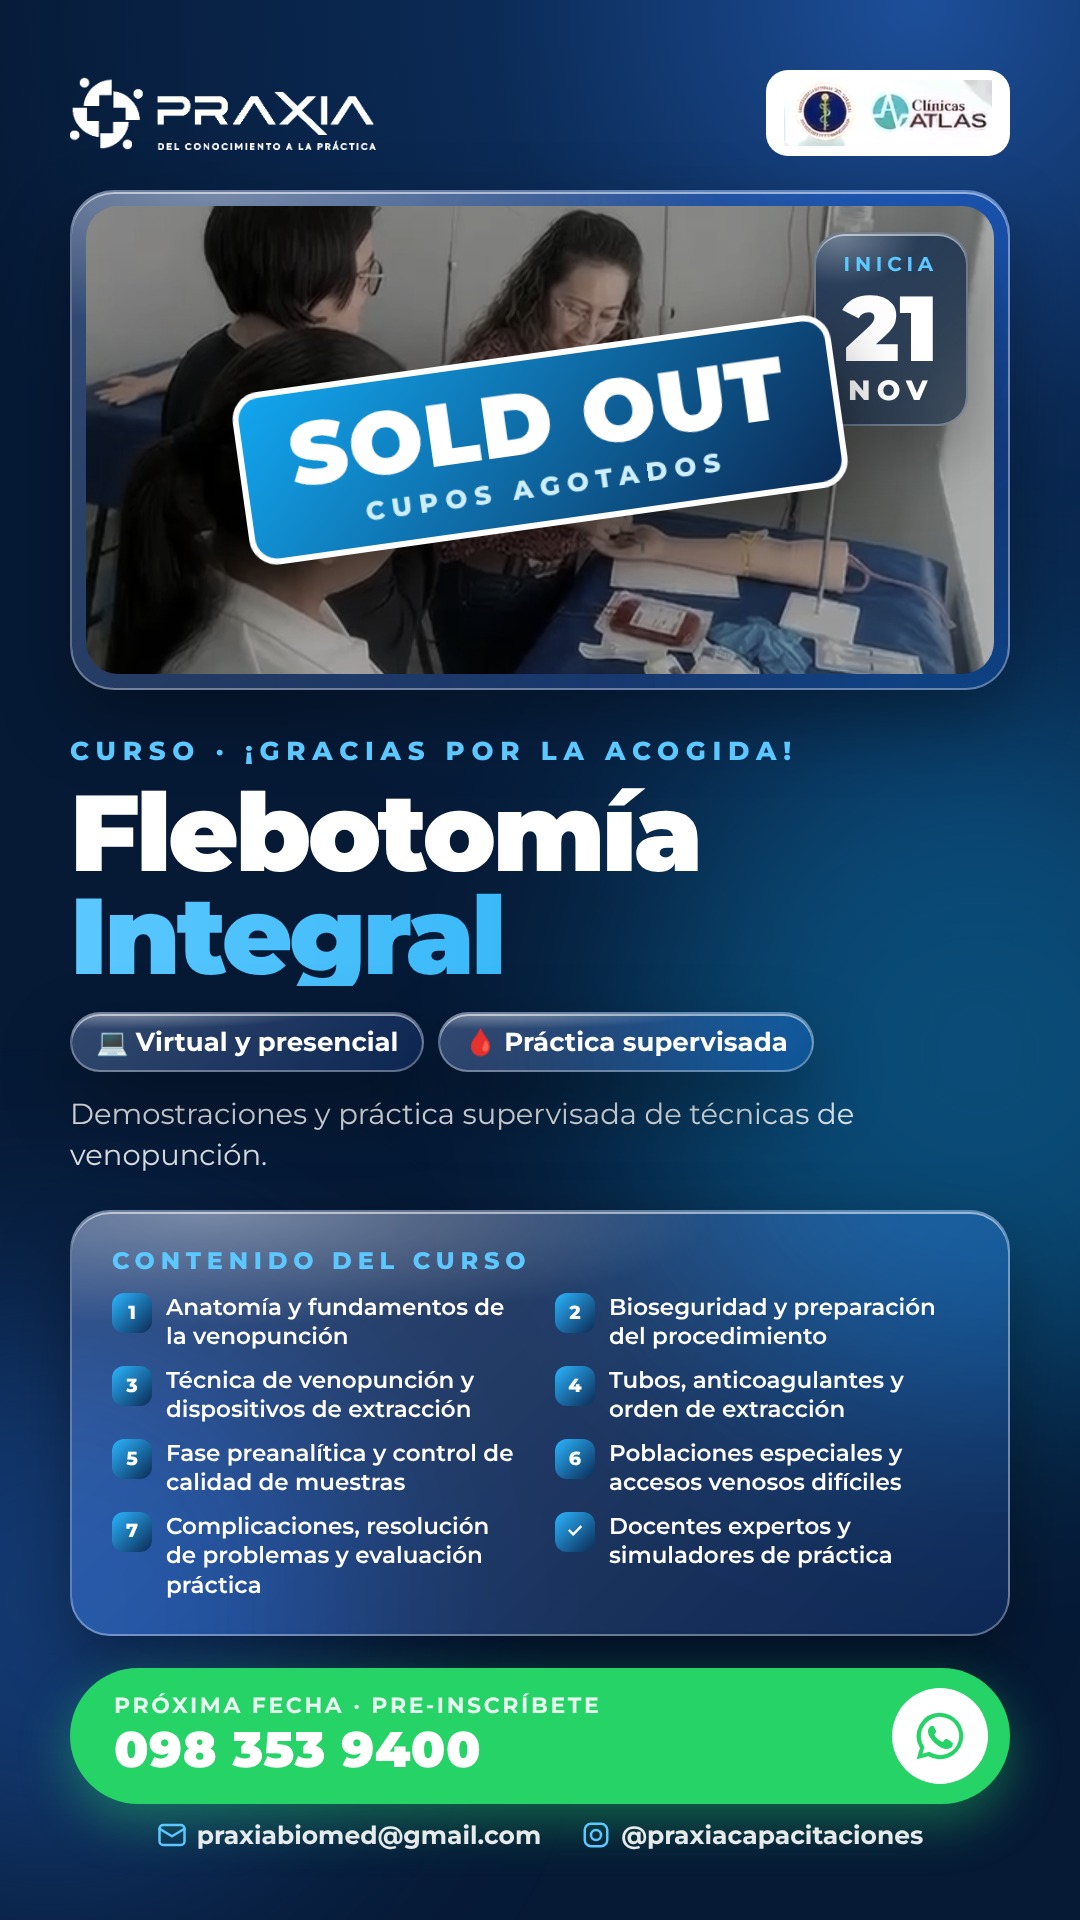 PRAXIA
DEL CONOCIMIENTO A LA PRÁCTICA
Clínicas
ATLAS
INICIA
21
NOV
SOLD OUT
CUPOS AGOTADOS
CURSO · ¡GRACIAS POR LA ACOGIDA!
Flebotomía
Integral
Virtual y presencial
Práctica supervisada
Demostraciones y práctica supervisada de técnicas de
venopunción.
CONTENIDO DEL CURSO
1 Anatomía y fundamentos de
la venopunción
2 Bioseguridad y preparación
del procedimiento
3 Técnica de venopunción y
dispositivos de extracción
4 Tubos, anticoagulantes y
orden de extracción
5 Fase preanalítica y control de
calidad de muestras
6 Poblaciones especiales y
accesos venosos difíciles
7 Complicaciones, resolución
de problemas y evaluación
práctica
✓ Docentes expertos y
simuladores de práctica
PRÓXIMA FECHA · PRE-INSCRÍBETE
098 353 9400
praxiabiomed@gmail.com
@praxiacapacitaciones